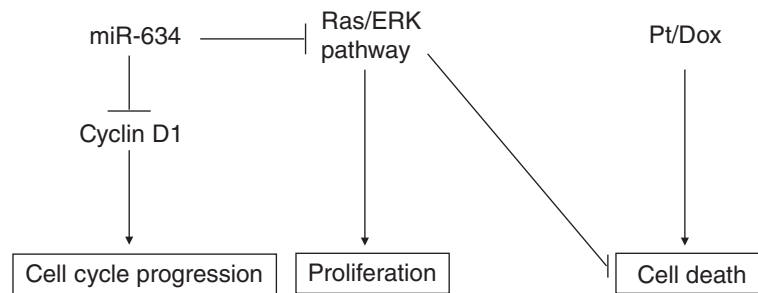 miR-634
Ras/ERK
pathway
Pt/Dox
Cyclin D1
Cell cycle progression
Proliferation
Cell death